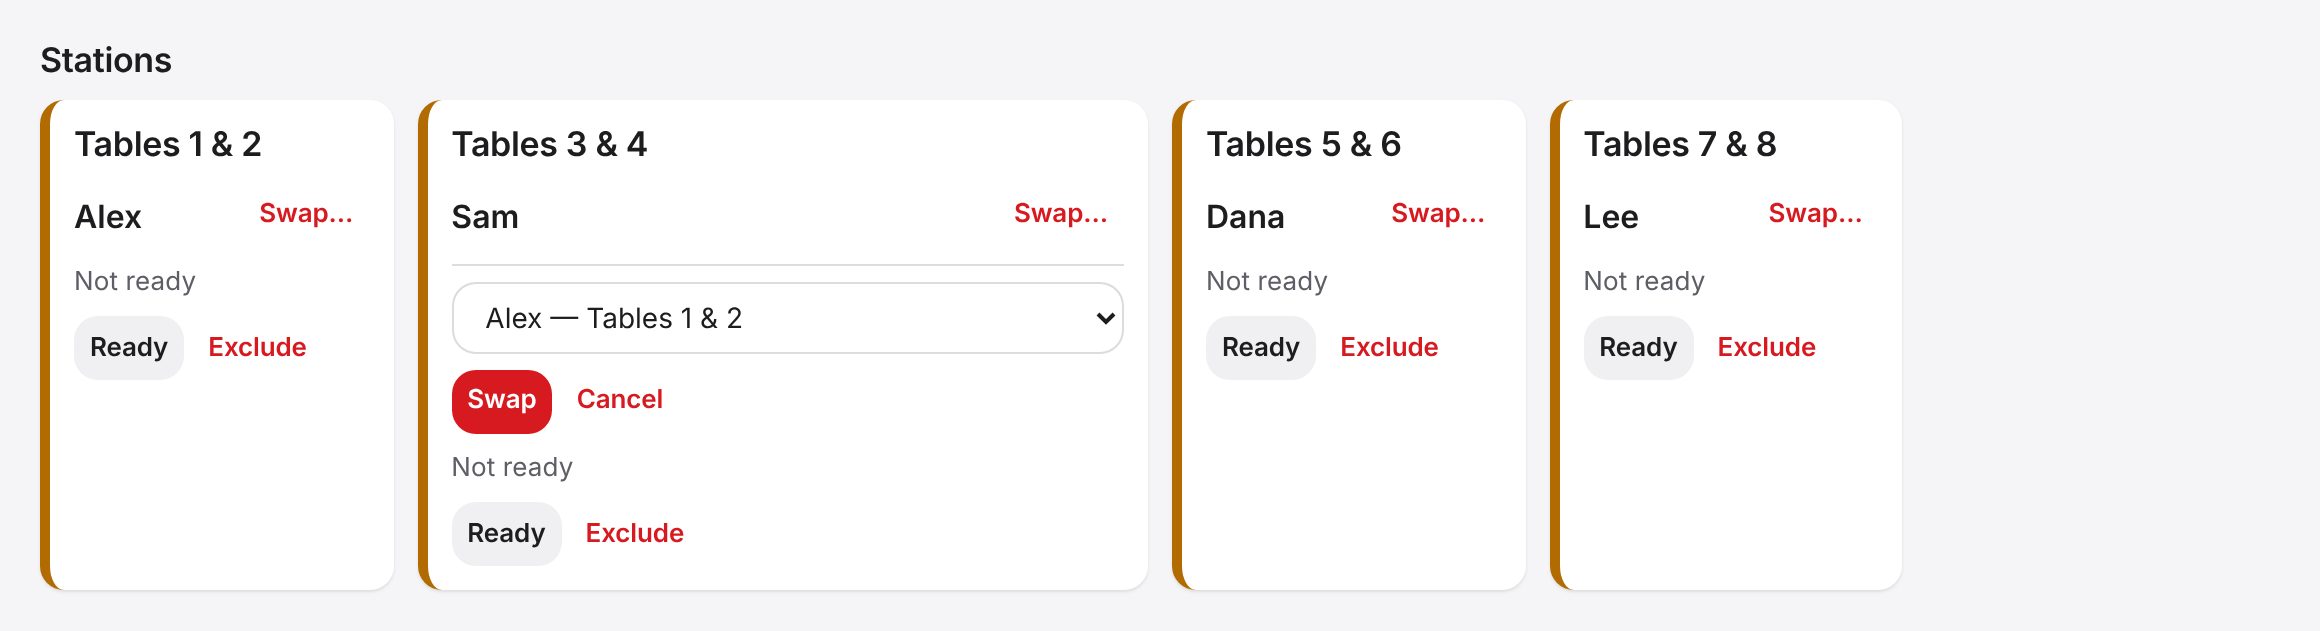 Stations
Tables 1 & 2
Alex Swap...
Not ready
Ready Exclude
Tables 3 & 4
Sam Swap...
Alex — Tables 1 & 2
Swap Cancel
Not ready
Ready Exclude
Tables 5 & 6
Dana Swap...
Not ready
Ready Exclude
Tables 7 & 8
Lee Swap...
Not ready
Ready Exclude